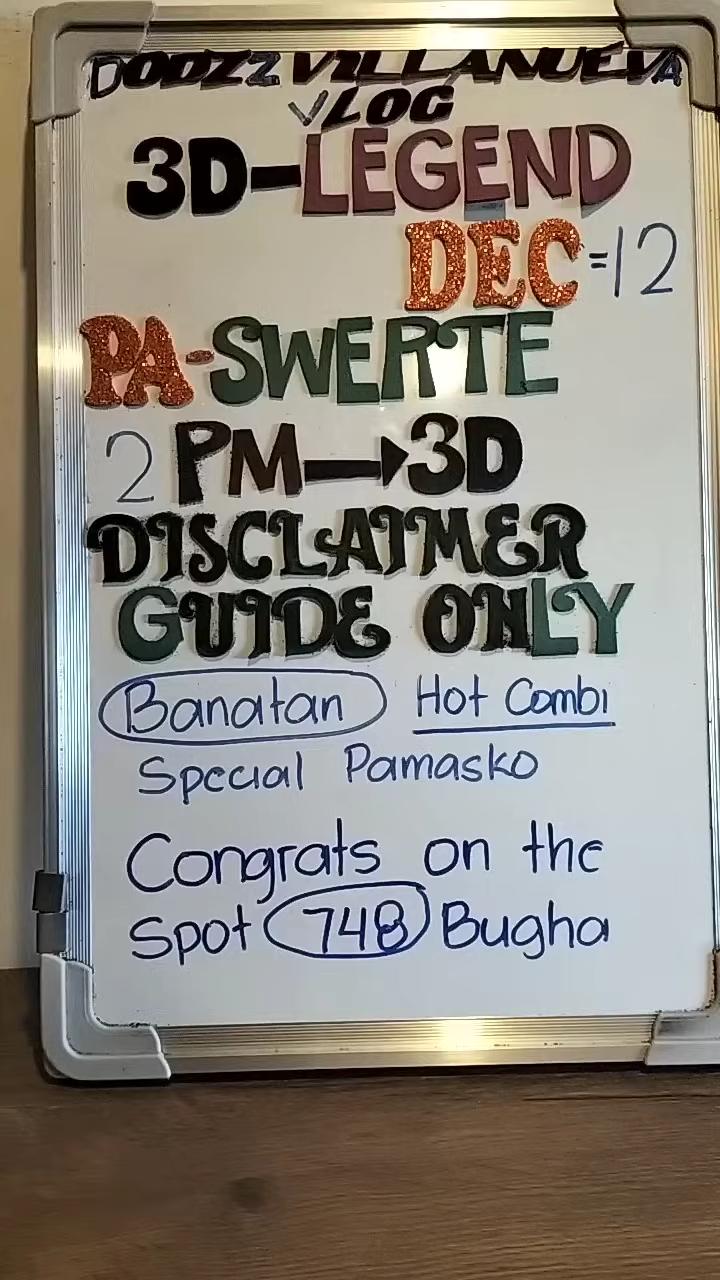 DODZZ VILLANUEVA
VLOG
3D-LEGEND
DEC=12
PA-SWERTE
2 PM→3D
DISCLAIMER
GUIDE ONLY
Banatan Hot Combi
Special Pamasko
Congrats on the
Spot 748 Bugha